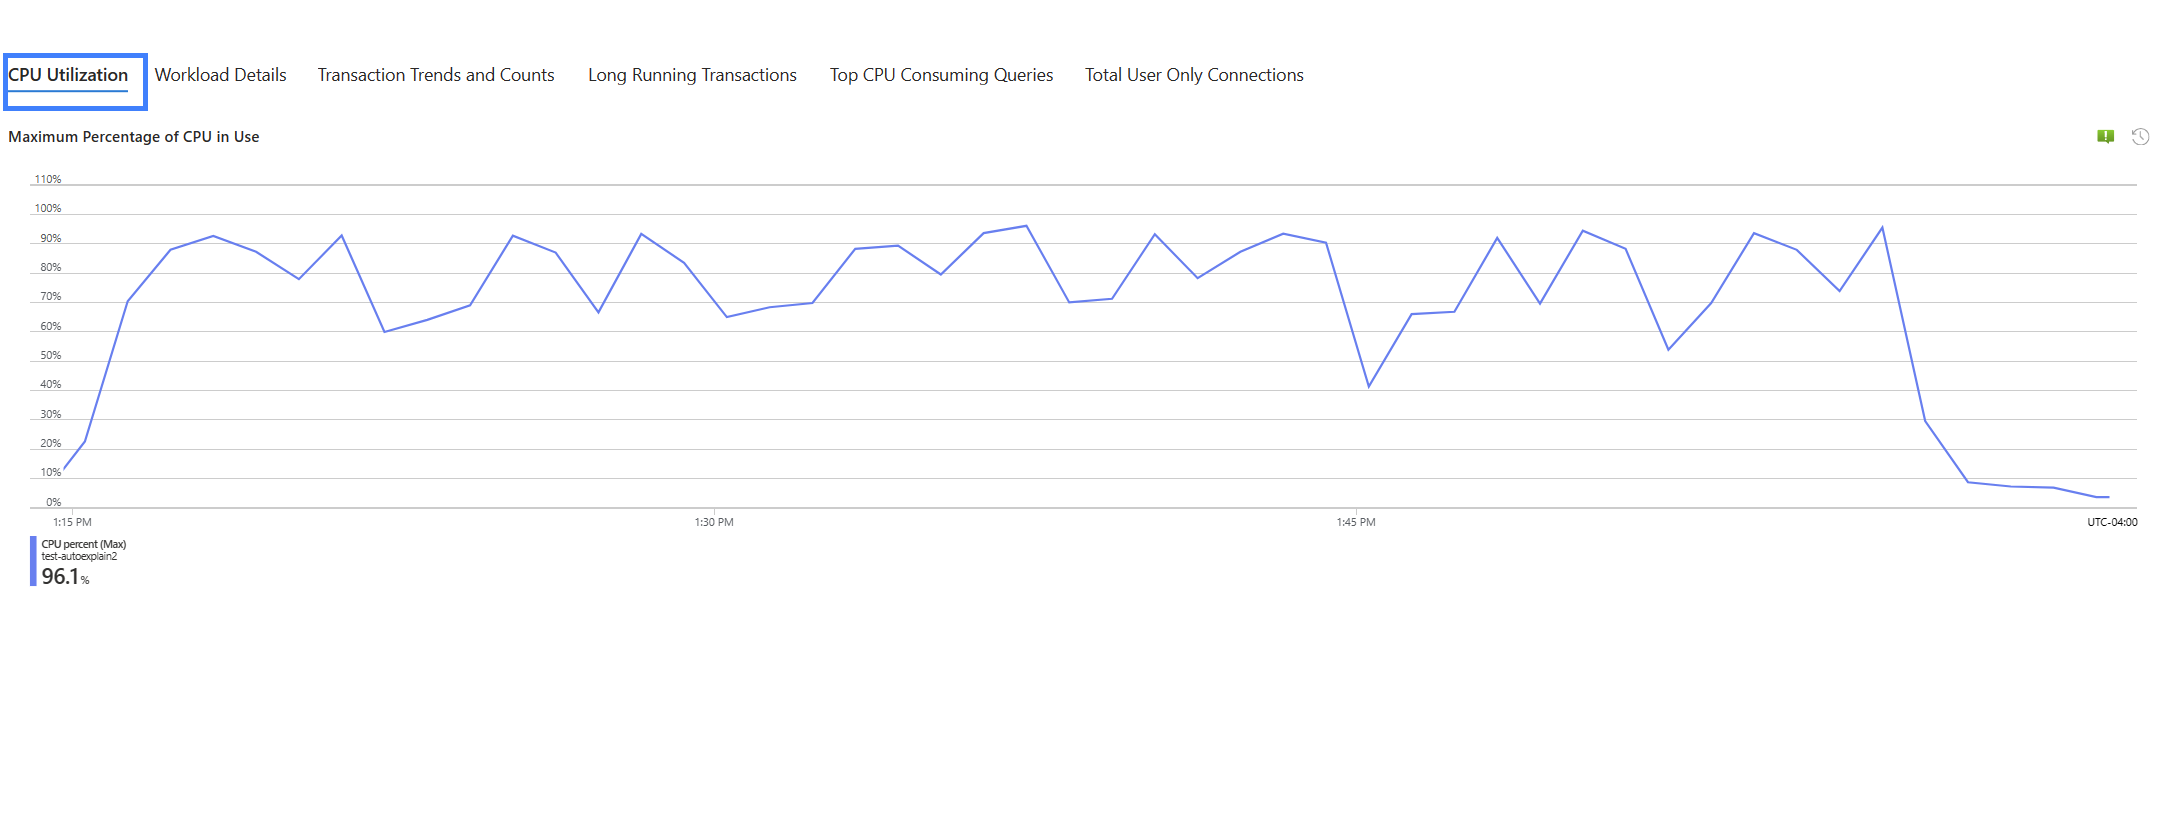 CPU Utilization Workload Details Transaction Trends and Counts Long Running Transactions Top CPU Consuming Queries Total User Only Connections
Maximum Percentage of CPU in Use
110%
100%
90%
80%
70%
60%
50%
40%
30%
20%
10%
0%
1:15 PM 1:30 PM 1:45 PM UTC-04:00
CPU percent (Max)
test-autoexplain2
96.1%